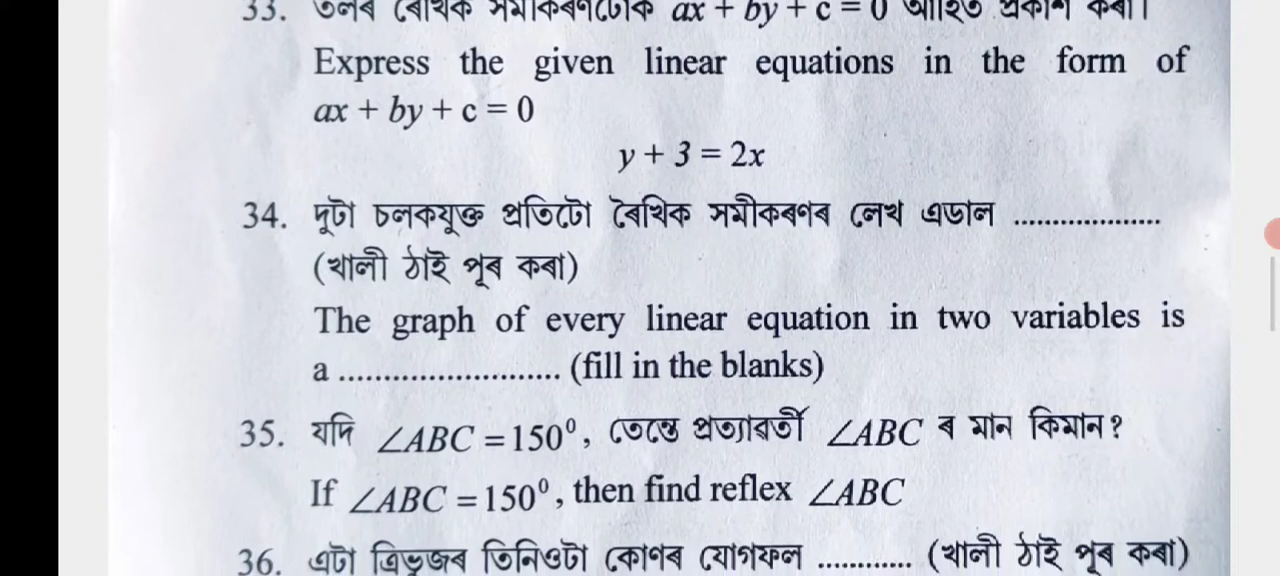 33. তলৰ ৰৈখিক সমীকৰণটোক ax + by + c = 0 আৰ্হিত প্ৰকাশ কৰা।
Express the given linear equations in the form of
ax + by + c = 0
y + 3 = 2x
34. দুটা চলকযুক্ত প্ৰতিটো ৰৈখিক সমীকৰণৰ লেখ এডাল ...................
(খালী ঠাই পূৰ কৰা)
The graph of every linear equation in two variables is
a ......................... (fill in the blanks)
35. যদি ∠ABC = 150⁰, তেন্তে প্ৰত্যাৱৰ্তী ∠ABC ৰ মান কিমান?
If ∠ABC = 150⁰, then find reflex ∠ABC
36. এটা ত্ৰিভুজৰ তিনিওটা কোণৰ যোগফল ............ (খালী ঠাই পূৰ কৰা)